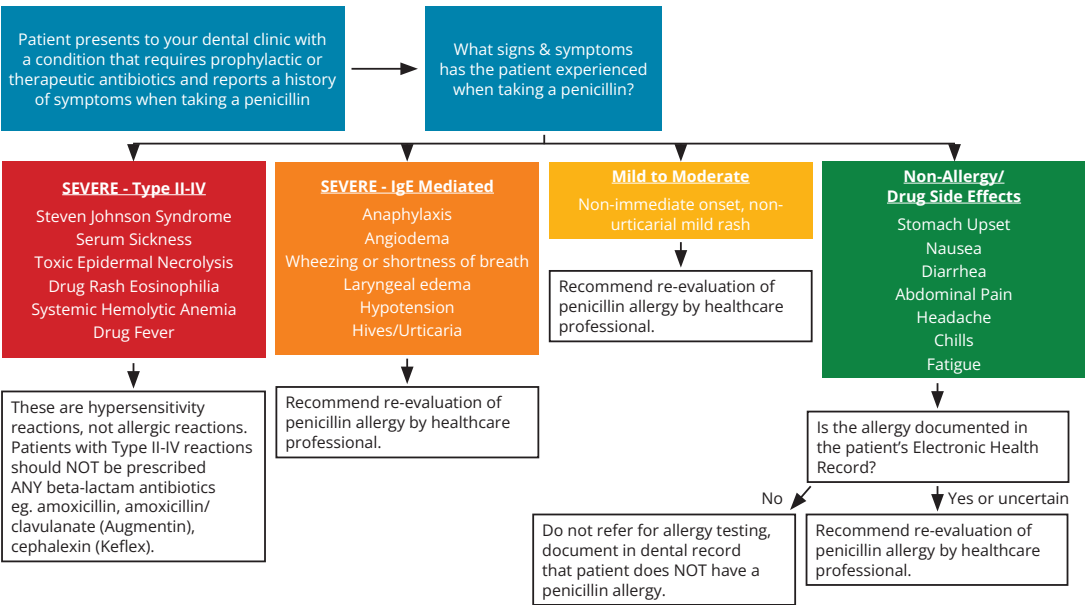 Patient presents to your dental clinic with
a condition that requires prophylactic or
therapeutic antibiotics and reports a history
of symptoms when taking a penicillin
What signs & symptoms
has the patient experienced
when taking a penicillin?
SEVERE - Type II-IV
Steven Johnson Syndrome
Serum Sickness
Toxic Epidermal Necrolysis
Drug Rash Eosinophilia
Systemic Hemolytic Anemia
Drug Fever
These are hypersensitivity
reactions, not allergic reactions.
Patients with Type II-IV reactions
should NOT be prescribed
ANY beta-lactam antibiotics
eg. amoxicillin, amoxicillin/
clavulanate (Augmentin),
cephalexin (Keflex).
SEVERE - IgE Mediated
Anaphylaxis
Angiodema
Wheezing or shortness of breath
Laryngeal edema
Hypotension
Hives/Urticaria
Recommend re-evaluation of
penicillin allergy by healthcare
professional.
Mild to Moderate
Non-immediate onset, non-
urticarial mild rash
Recommend re-evaluation of
penicillin allergy by healthcare
professional.
Non-Allergy/
Drug Side Effects
Stomach Upset
Nausea
Diarrhea
Abdominal Pain
Headache
Chills
Fatigue
Is the allergy documented in
the patient's Electronic Health
Record?
No
Yes or uncertain
Do not refer for allergy testing,
document in dental record
that patient does NOT have a
penicillin allergy.
Recommend re-evaluation of
penicillin allergy by healthcare
professional.